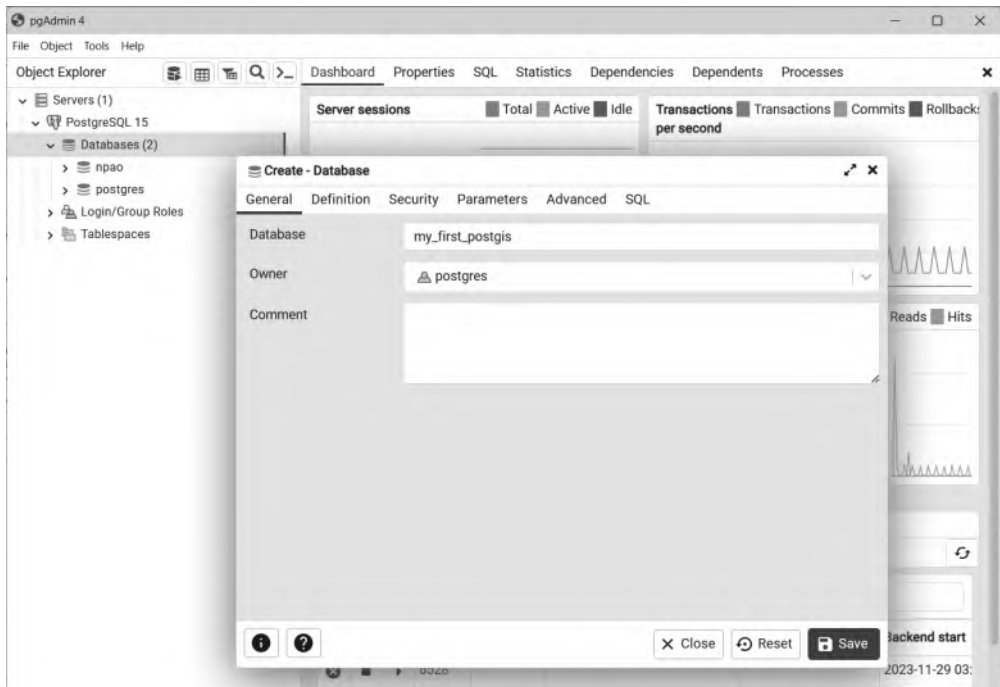 pgAdmin 4
File Object Tools Help
Object Explorer
Dashboard Properties SQL Statistics Dependencies Dependents Processes
Servers (1)
PostgreSQL 15
Databases (2)
npao
postgres
Login/Group Roles
Tablespaces
Server sessions
Total Active Idle
Transactions per second
Transactions Commits Rollbacks
Create - Database
General Definition Security Parameters Advanced SQL
Database my_first_postgis
Owner postgres
Comment
Reads Hits
Close Reset Save
Backend start
6528
2023-11-29 03: